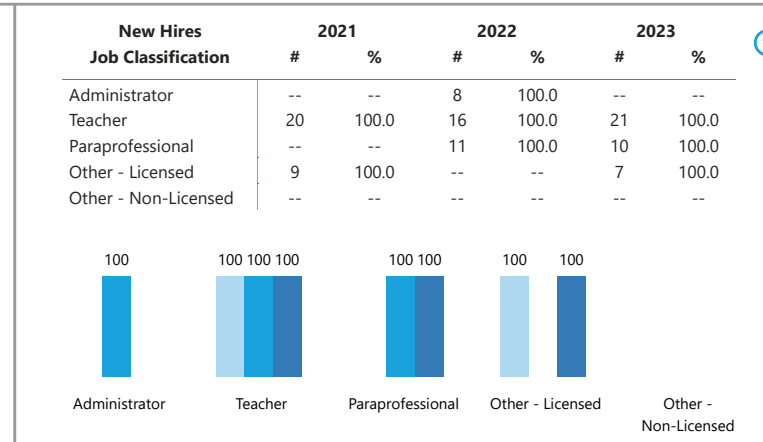 New Hires 2021 2022 2023
Job Classification # % # % # %
Administrator -- -- 8 100.0 -- --
Teacher 20 100.0 16 100.0 21 100.0
Paraprofessional -- -- 11 100.0 10 100.0
Other - Licensed 9 100.0 -- -- 7 100.0
Other - Non-Licensed -- -- -- -- -- --
100 100 100 100 100 100 100 100
Administrator Teacher Paraprofessional Other - Licensed Other -
Non-Licensed